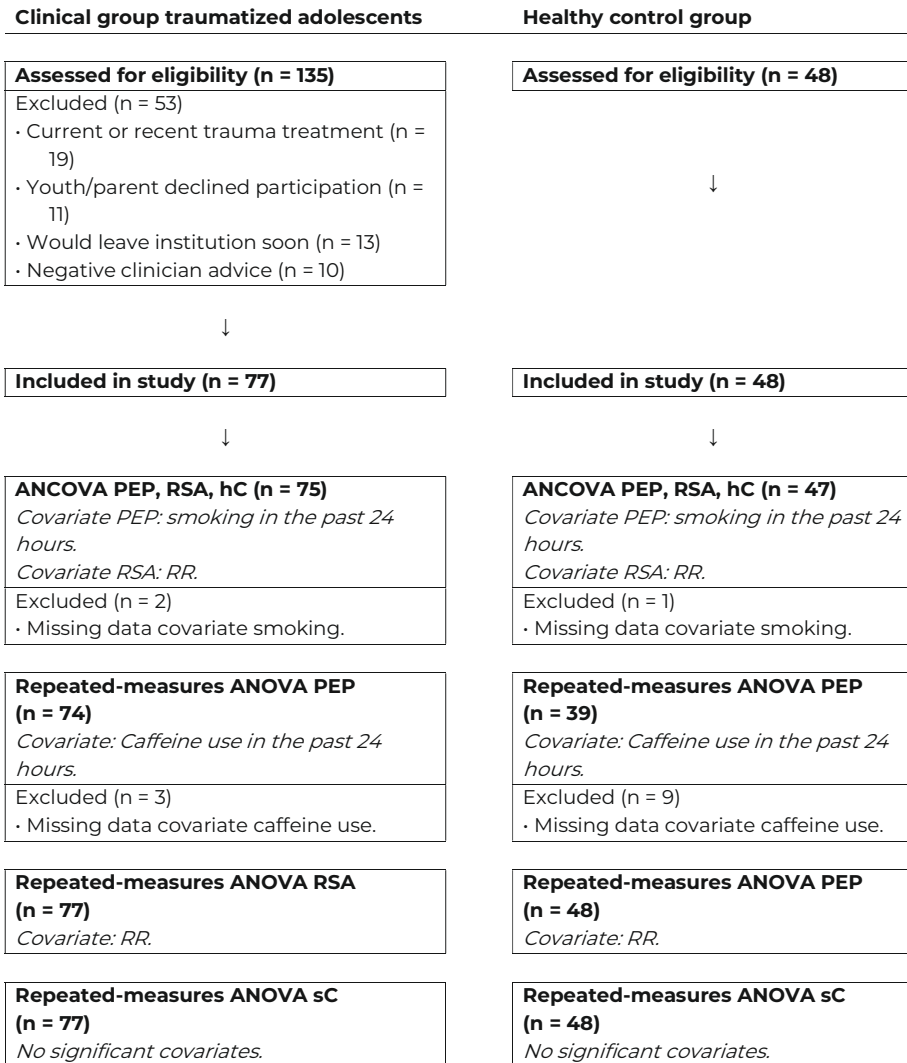 Clinical group traumatized adolescents
Healthy control group
Assessed for eligibility (n = 135)
Excluded (n = 53)
• Current or recent trauma treatment (n =
19)
• Youth/parent declined participation (n =
11)
• Would leave institution soon (n = 13)
• Negative clinician advice (n = 10)
Assessed for eligibility (n = 48)
↓
↓
Included in study (n = 77)
Included in study (n = 48)
↓
↓
ANCOVA PEP, RSA, hC (n = 75)
Covariate PEP: smoking in the past 24
hours.
Covariate RSA: RR.
Excluded (n = 2)
• Missing data covariate smoking.
ANCOVA PEP, RSA, hC (n = 47)
Covariate PEP: smoking in the past 24
hours.
Covariate RSA: RR.
Excluded (n = 1)
• Missing data covariate smoking.
Repeated-measures ANOVA PEP
(n = 74)
Covariate: Caffeine use in the past 24
hours.
Excluded (n = 3)
• Missing data covariate caffeine use.
Repeated-measures ANOVA PEP
(n = 39)
Covariate: Caffeine use in the past 24
hours.
Excluded (n = 9)
• Missing data covariate caffeine use.
Repeated-measures ANOVA RSA
(n = 77)
Covariate: RR.
Repeated-measures ANOVA PEP
(n = 48)
Covariate: RR.
Repeated-measures ANOVA sC
(n = 77)
No significant covariates.
Repeated-measures ANOVA sC
(n = 48)
No significant covariates.